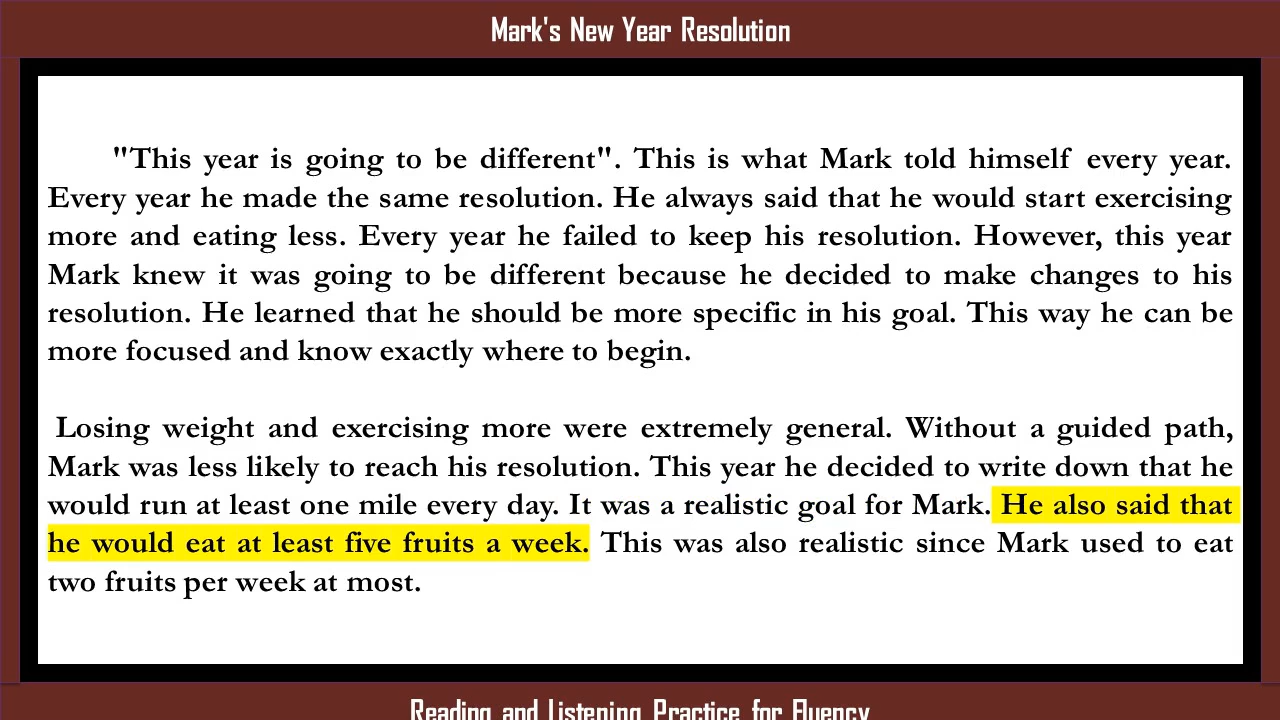 Mark's New Year Resolution
"This year is going to be different". This is what Mark told himself every year.
Every year he made the same resolution. He always said that he would start exercising
more and eating less. Every year he failed to keep his resolution. However, this year
Mark knew it was going to be different because he decided to make changes to his
resolution. He learned that he should be more specific in his goal. This way he can be
more focused and know exactly where to begin.
Losing weight and exercising more were extremely general. Without a guided path,
Mark was less likely to reach his resolution. This year he decided to write down that he
would run at least one mile every day. It was a realistic goal for Mark. He also said that
he would eat at least five fruits a week. This was also realistic since Mark used to eat
two fruits per week at most.
Reading and Listening Practice for Fluency